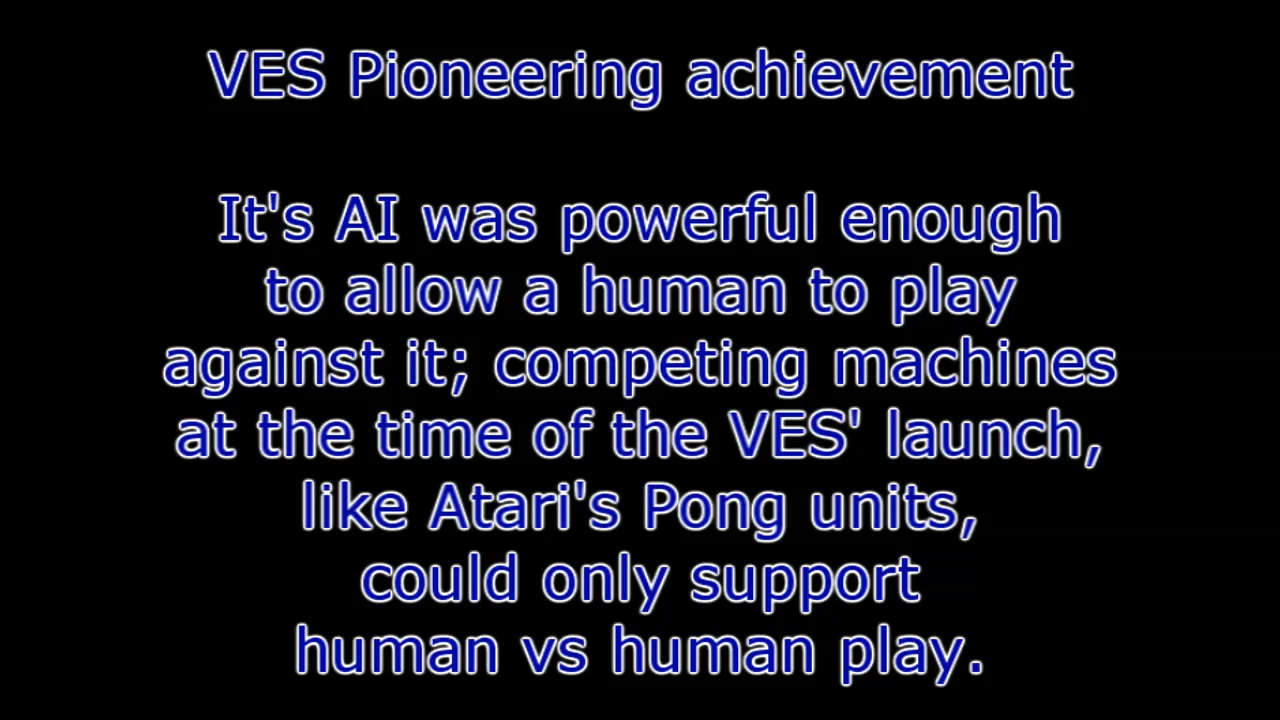 VES Pioneering achievement
It's AI was powerful enough
to allow a human to play
against it; competing machines
at the time of the VES' launch,
like Atari's Pong units,
could only support
human vs human play.